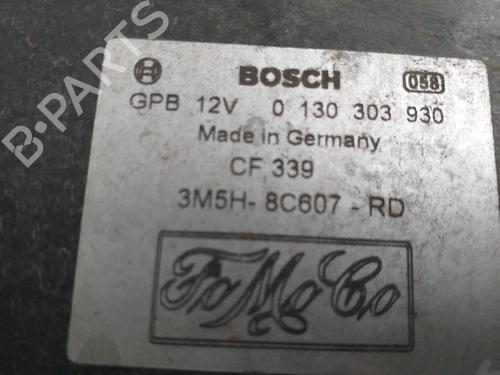 B-PARTS
BOSCH 058
GPB 12V 0 130 303 930
Made in Germany
CF 339
3M5H- 8C607 - RD
FoMoCo